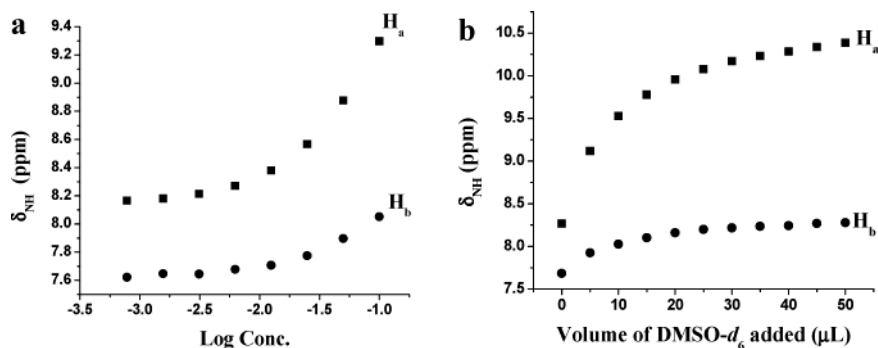 a
δNH (ppm)
9.4
9.2
9.0
8.8
8.6
8.4
8.2
8.0
7.8
7.6
-3.5
-3.0
-2.5
-2.0
-1.5
-1.0
Log Conc.
Ha
Hb
b
δNH (ppm)
10.5
10.0
9.5
9.0
8.5
8.0
7.5
0
10
20
30
40
50
Volume of DMSO-d6 added (μL)
Ha
Hb